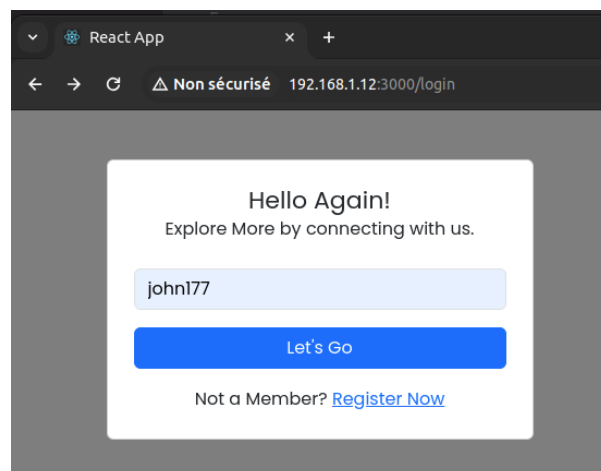 React App
Non sécurisé 192.168.1.12:3000/login
Hello Again!
Explore More by connecting with us.
john177
Let's Go
Not a Member? Register Now